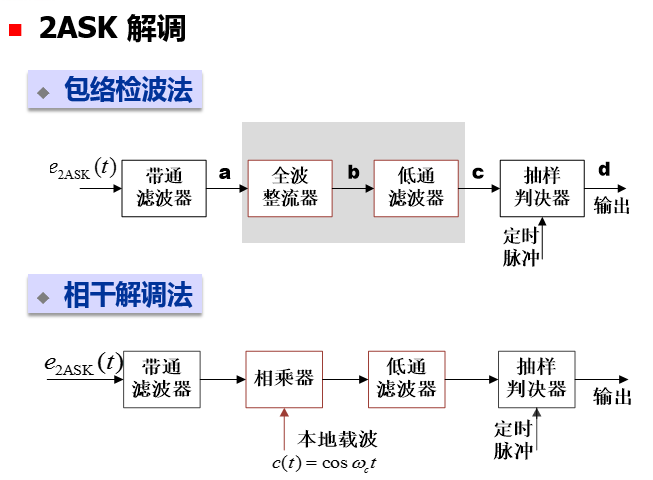 2ASK 解调
包络检波法
e2ASK(t)
带通
滤波器
a
全波
整流器
b
低通
滤波器
c
抽样
判决器
d
输出
定时
脉冲
相干解调法
e2ASK(t)
带通
滤波器
相乘器
低通
滤波器
抽样
判决器
输出
本地载波
c(t) = cos ωct
定时
脉冲